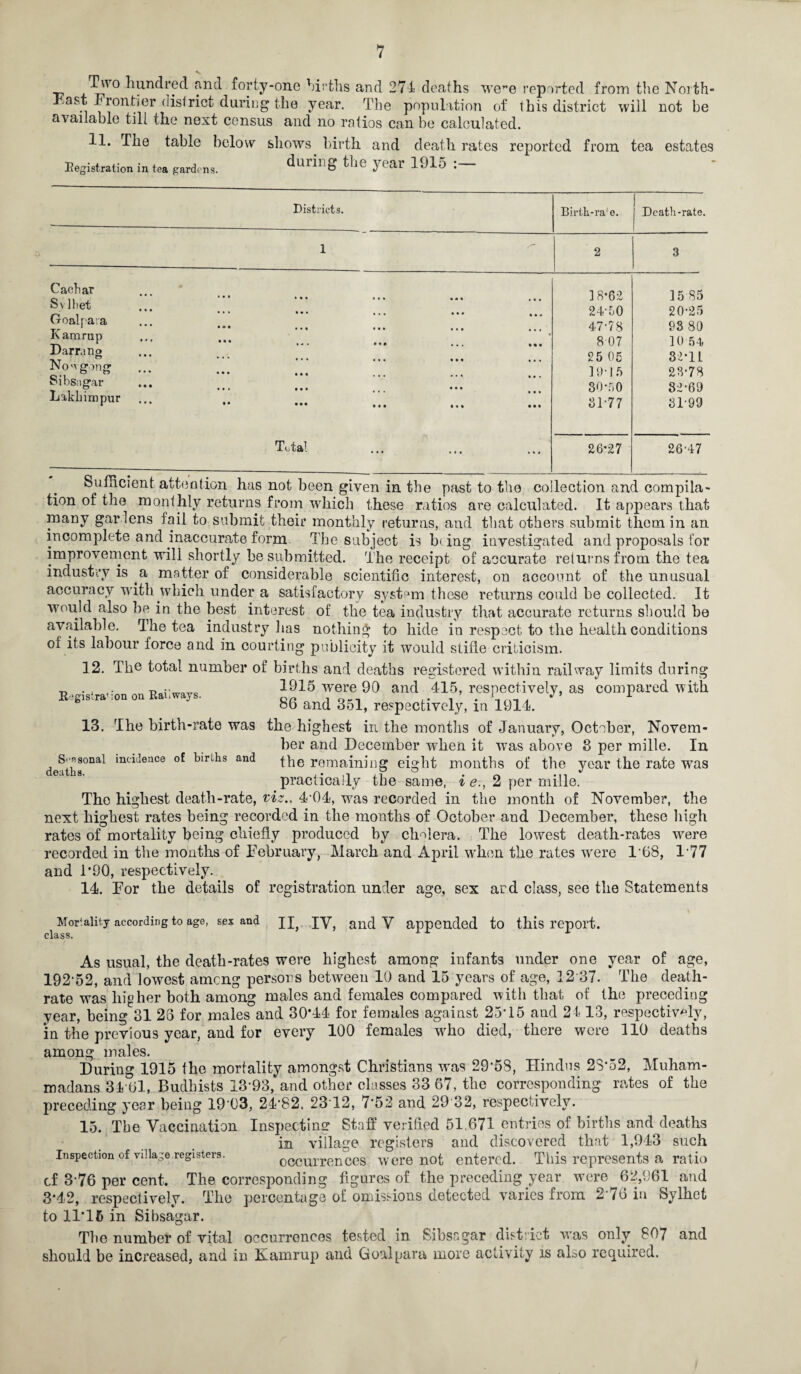 7
Two hundred and forty-one births and 274 deaths were reported from the North-
East Frontier district during the year. The population of this district will not be
available till the next census and no ratios can be calculated.
11. The table below shows birth and death rates reported from tea estates
Registration in tea gardens. during the year 1915 :—
Districts. Birth-rate. Death-rate.
1 2 3
Cachar ... 18·62 15·85
Sylhet ... 24·50 20·25
Goalpara ... 47·78 93·80
Kamrup ... 8·07 10·54
Darrang ... 25·05 32·11
Nowgong ... 19·15 23·78
Sibsagar ... 30·50 32·69
Lakhimpur ... 31·77 31·99
Total ... 26·27 26·47
Sufficient attention has not been given in the past to the collection and compila-
tion of the monthly returns from which these ratios are calculated. It appears that
many gardens fail to submit their monthly returns, and that others submit them in an
incomplete and inaccurate form. The subject is being investigated and proposals for
improvement will shortly be submitted. The receipt of accurate returns from the tea
industry is a matter of considerable scientific interest, on account of the unusual
accuracy with which under a satisfactory system these returns could be collected. It
would also be in the best interest of the tea industry that accurate returns should be
available. The tea industry has nothing to hide in respect to the health conditions
of its labour force and in courting publicity it would stifle criticism.
12. The total number of births and deaths registered within railway limits during
Registration on Railways. 1915 were 90 and 415, respectively, as compared with
86 and 351, respectively, in 1914.
13. The birth-rate was the highest in the months of January, October, Novem-
ber and December when it was above 3 per mille. In
Seasonal incidence of births and deaths. the remaining eight months of the year the rate was
practically the same, i e., 2 per mille.
The highest death-rate, viz., 4·04, was recorded in the month of November, the
next highest rates being recorded in the months of October and December, these high
rates of mortality being chiefly produced by cholera. The lowest death-rates were
recorded in the months of February, March and April when the rates were 1·68, 1·77
and 1·90, respectively.
14. For the details of registration under age, sex and class, see the Statements
Mortality according to age, sex and class. II, IV, and V appended to this report.
As usual, the death-rates were highest among infants under one year of age,
192·52, and lowest among persons between 10 and 15 years of age, 12·37. The death-
rate was higher both among males and females compared with that of the preceding
year, being 31·23 for males and 30·44 for females against 25·15 and 24·13, respectively,
in the previous year, and for every 100 females who died, there were 110 deaths
among males.
During 1915 the mortality amongst Christians was 29·58, Hindus 28·52, Muham-
madans 34·61, Budhists 13·93, and other classes 33·67, the corresponding rates of the
preceding year being 19·03, 24·82, 23·12, 7·52 and 29·32, respectively.
15. The Vaccination Inspecting Staff verified 51,671 entries of births and deaths
in village registers and discovered that 1,943 such
Inspection of village registers. occurrences were not entered. This represents a ratio
of 3·76 per cent. The corresponding figures of the preceding year were 62,961 and
3·42, respectively. The percentage of omissions detected varies from 2·76 in Sylhet
to 11·15 in Sibsagar.
The number of vital occurrences tested in Sibsagar district was only 807 and
should be increased, and in Kamrup and Goalpara more activity is also required.